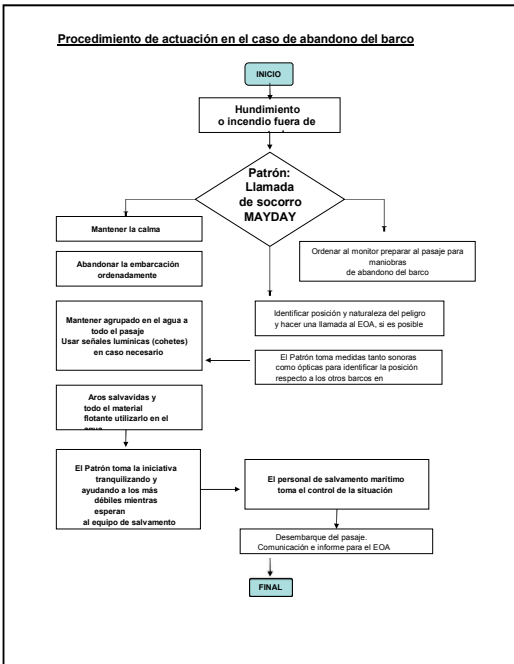 Procedimiento de actuación en el caso de abandono del barco
INICIO
Hundimiento
o incendio fuera de
Patrón:
Llamada
de socorro
MAYDAY
Mantener la calma
Ordenar al monitor preparar al pasaje para
maniobras
de abandono del barco
Abandonar la embarcación
ordenadamente
Identificar posición y naturaleza del peligro
y hacer una llamada al EOA, si es posible
Mantener agrupado en el agua a
todo el pasaje
Usar señales lumínicas (cohetes)
en caso necesario
El Patrón toma medidas tanto sonoras
como ópticas para identificar la posición
respecto a los otros barcos en
Aros salvavidas y
todo el material
flotante utilizarlo en el
El Patrón toma la iniciativa
tranquilizando y
ayudando a los más
débiles mientras
esperan
al equipo de salvamento
El personal de salvamento marítimo
toma el control de la situación
Desembarque del pasaje.
Comunicación e informe para el EOA
FINAL